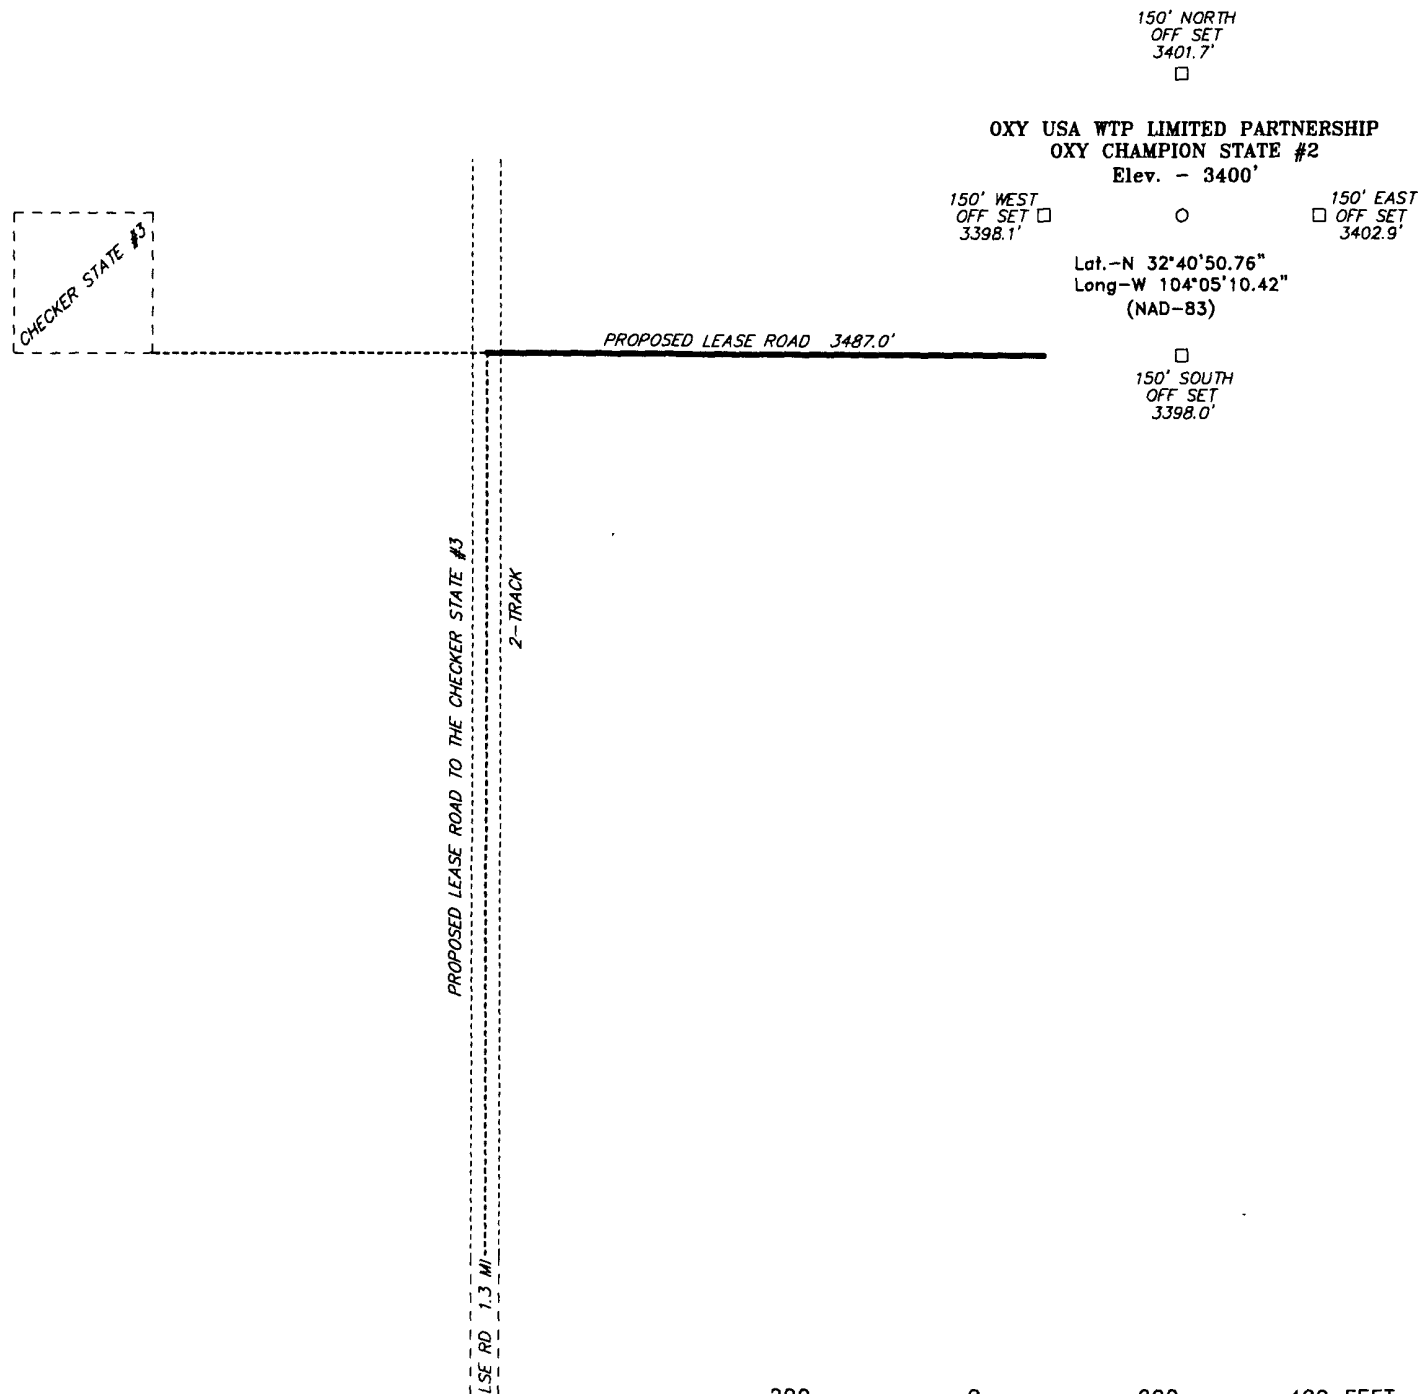 150' NORTH
OFF SET
3401.7'
OXY USA WTP LIMITED PARTNERSHIP
OXY CHAMPION STATE #2
Elev. - 3400'
150' WEST
OFF SET
3398.1'
150' EAST
OFF SET
3402.9'
Lat.-N 32°40'50.76"
Long-W 104°05'10.42"
(NAD-83)
CHECKER STATE #3
PROPOSED LEASE ROAD 3487.0'
150' SOUTH
OFF SET
3398.0'
PROPOSED LEASE ROAD TO THE CHECKER STATE #3
2-TRACK
LSE RD 1.3 MI